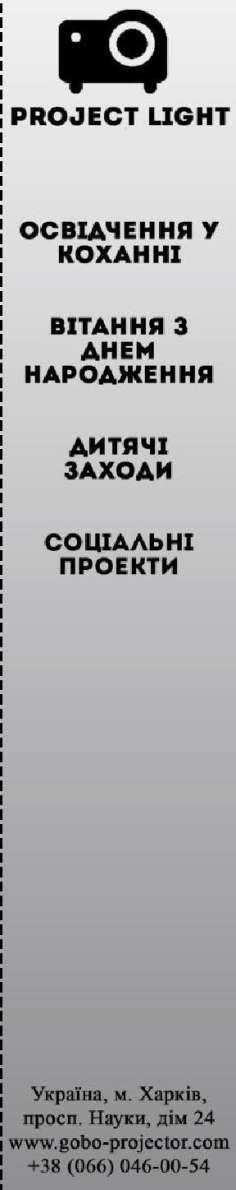 PROJECT LIGHT
ОСВІДЧЕННЯ У
КОХАННІ
ВІТАННЯ З
ДНЕМ
НАРОДЖЕННЯ
ДИТЯЧІ
ЗАХОДИ
СОЦІАЛЬНІ
ПРОЕКТИ
Україна, м. Харків,
просп. Науки, дім 24
www.gobo-projector.com
+38 (066) 046-00-54